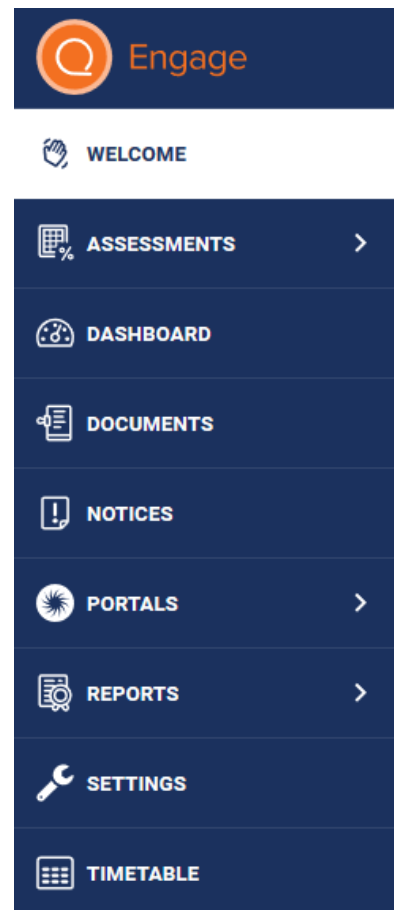 Engage
WELCOME
ASSESSMENTS
DASHBOARD
DOCUMENTS
NOTICES
PORTALS
REPORTS
SETTINGS
TIMETABLE